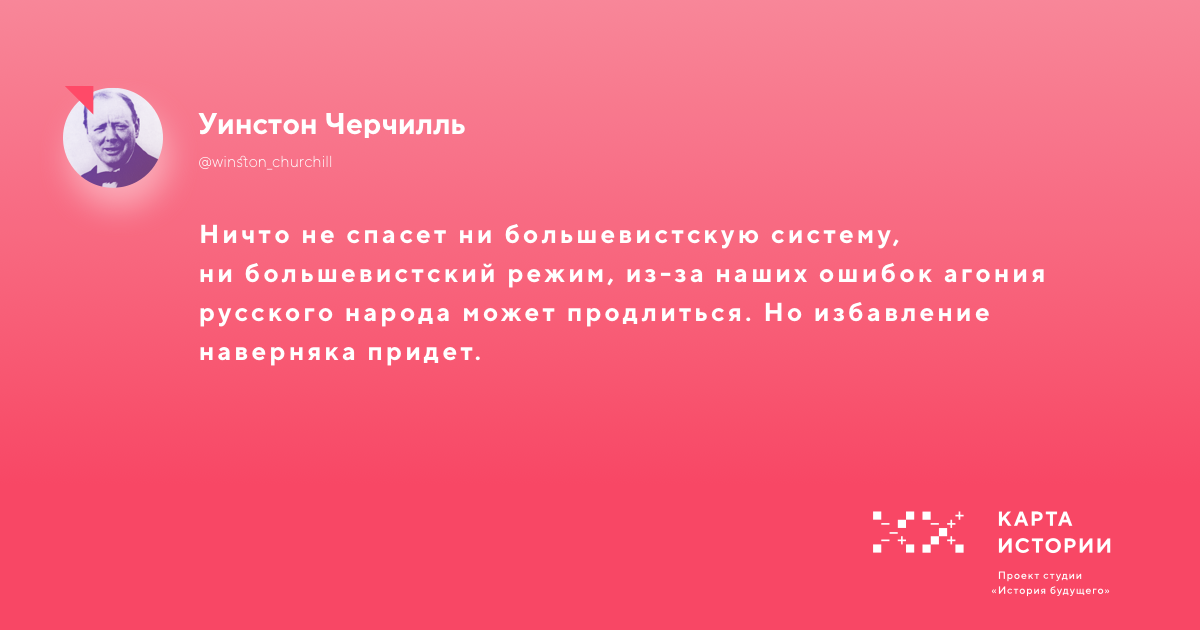 Уинстон Черчилль
@winston_churchill
Ничто не спасет ни большевистскую систему,
ни большевистский режим, из-за наших ошибок агония
русского народа может продлиться. Но избавление
наверняка придет.
КАРТА
ИСТОРИИ
Проект студии
«История будущего»